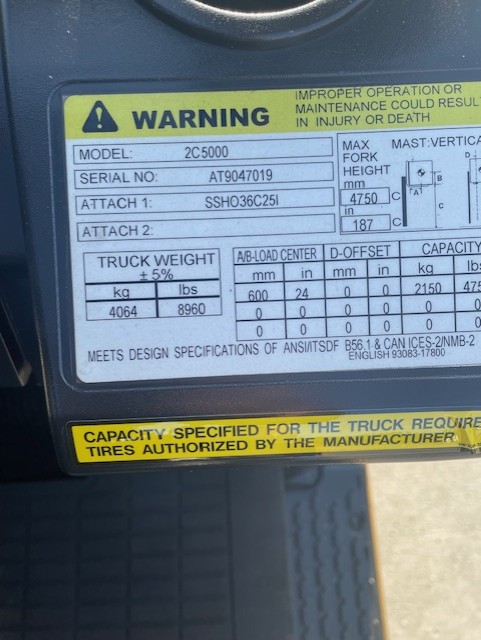 WARNING
IMPROPER OPERATION OR
MAINTENANCE COULD RESUL
IN INJURY OR DEATH
MODEL: 2C5000
SERIAL NO: AT9047019
ATTACH 1: SSHO36C25I
ATTACH 2:
MAX FORK HEIGHT
mm
4750 C
in
187 C
MAST:VERTICA
D
A
B
C
TRUCK WEIGHT
± 5%
kg lbs
4064 8960
A/B-LOAD CENTER D-OFFSET CAPACITY
mm in mm in kg lbs
600 24 0 0 2150 475
0 0 0 0 0 0
0 0 0 0 0 0
MEETS DESIGN SPECIFICATIONS OF ANSI/ITSDF B56.1 & CAN ICES-2/NMB-2
ENGLISH 93083-17800
CAPACITY SPECIFIED FOR THE TRUCK REQUIRE
TIRES AUTHORIZED BY THE MANUFACTURER